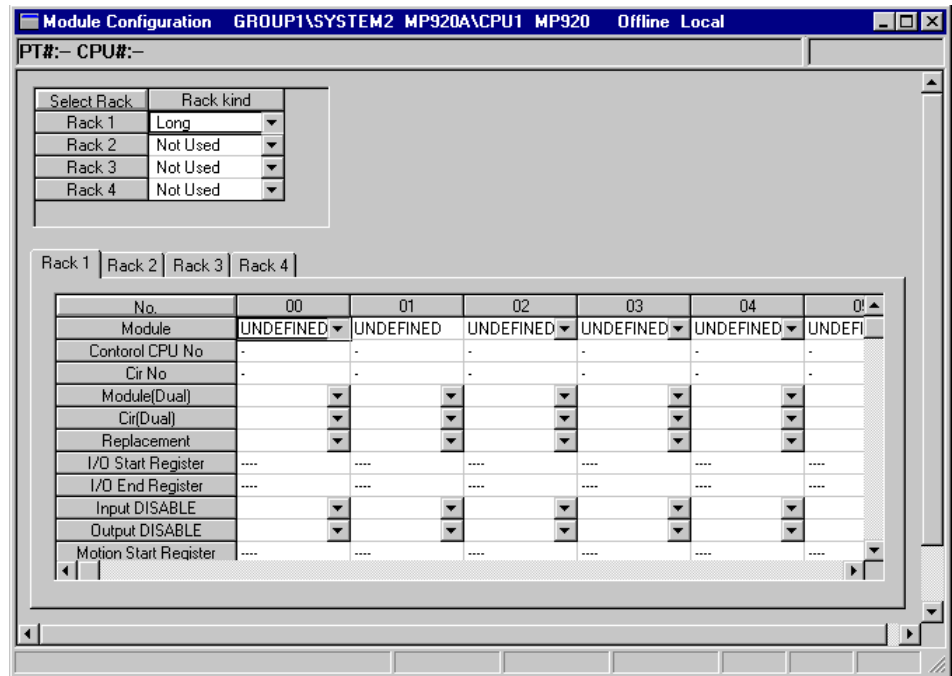 Module Configuration GROUP1\SYSTEM2 MP920A\CPU1 MP920 Offline Local
PT#:– CPU#:–
Select Rack Rack kind
Rack 1 Long
Rack 2 Not Used
Rack 3 Not Used
Rack 4 Not Used
Rack 1 Rack 2 Rack 3 Rack 4
No. 00 01 02 03 04
Module UNDEFINED UNDEFINED UNDEFINED UNDEFINED UNDEFINED UNDEFI
Contorol CPU No - - - - - -
Cir No - - - - - -
Module(Dual)
Cir(Dual)
Replacement
I/O Start Register ---- ---- ---- ---- ---- ----
I/O End Register ---- ---- ---- ---- ---- ----
Input DISABLE
Output DISABLE
Motion Start Register ---- ---- ---- ---- ---- ----